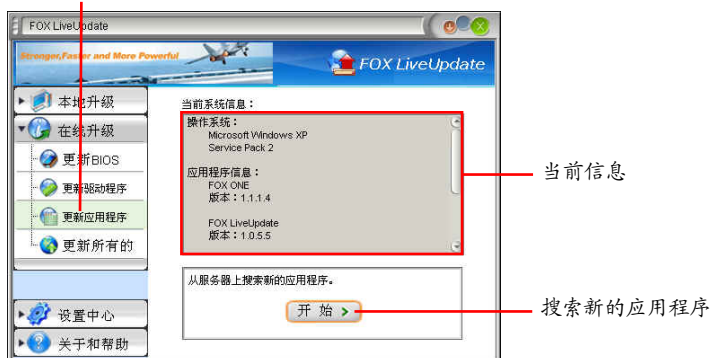 FOX LiveUpdate
Stronger,Faster and More Powerful
FOX LiveUpdate
本地升级
在线升级
更新BIOS
更新驱动程序
更新应用程序
更新所有的
设置中心
关于和帮助
当前系统信息：
操作系统：
Microsoft Windows XP
Service Pack 2
应用程序信息：
FOX ONE
版本：1.1.1.4
FOX LiveUpdate
版本：1.0.5.5
从服务器上搜索新的应用程序。
开 始
当前信息
搜索新的应用程序